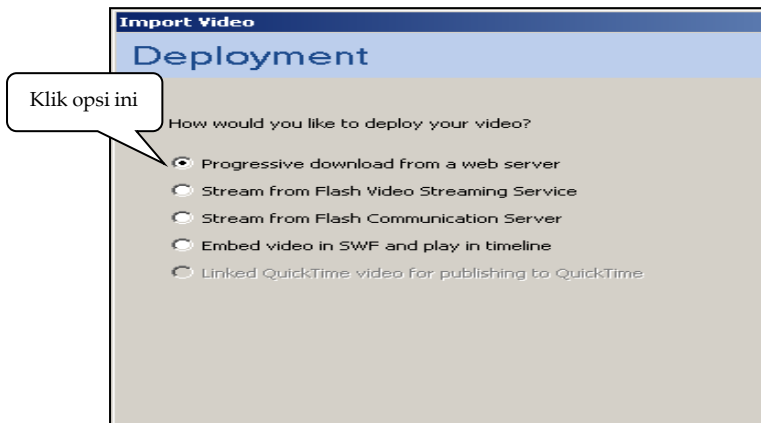 Import Video
Deployment
Klik opsi ini
How would you like to deploy your video?
Progressive download from a web server
Stream from Flash Video Streaming Service
Stream from Flash Communication Server
Embed video in SWF and play in timeline
Linked QuickTime video for publishing to QuickTime